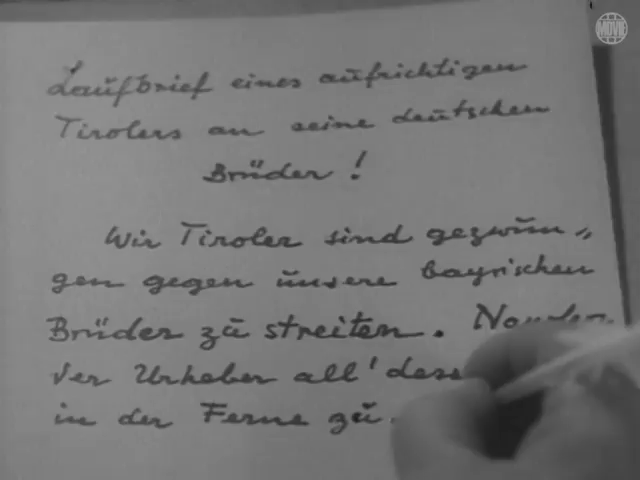 MOVIE
Laufbrief eines aufrichtigen
Tirolers an seine deutschen
Brüder!
Wir Tiroler sind gezwun„
gen gegen unsere bayrischen
Brüder zu streiten.
der Urheber all' dess
in der Ferne zu